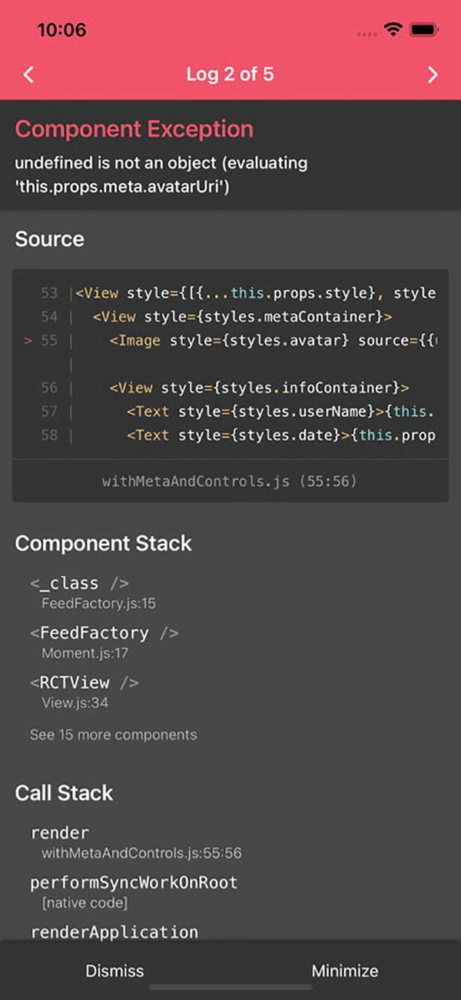 10:06
Log 2 of 5
Component Exception
undefined is not an object (evaluating
'this.props.meta.avatarUri')
Source
53 |<View style={[{...this.props.style}, style
54 |  <View style={styles.metaContainer}>
> 55 |    <Image style={styles.avatar} source={{
|
56 |    <View style={styles.infoContainer}>
57 |      <Text style={styles.userName}>{this.
58 |      <Text style={styles.date}>{this.prop
withMetaAndControls.js (55:56)
Component Stack
<_class />
FeedFactory.js:15
<FeedFactory />
Moment.js:17
<RCTView />
View.js:34
See 15 more components
Call Stack
render
withMetaAndControls.js:55:56
performSyncWorkOnRoot
[native code]
renderApplication
Dismiss
Minimize